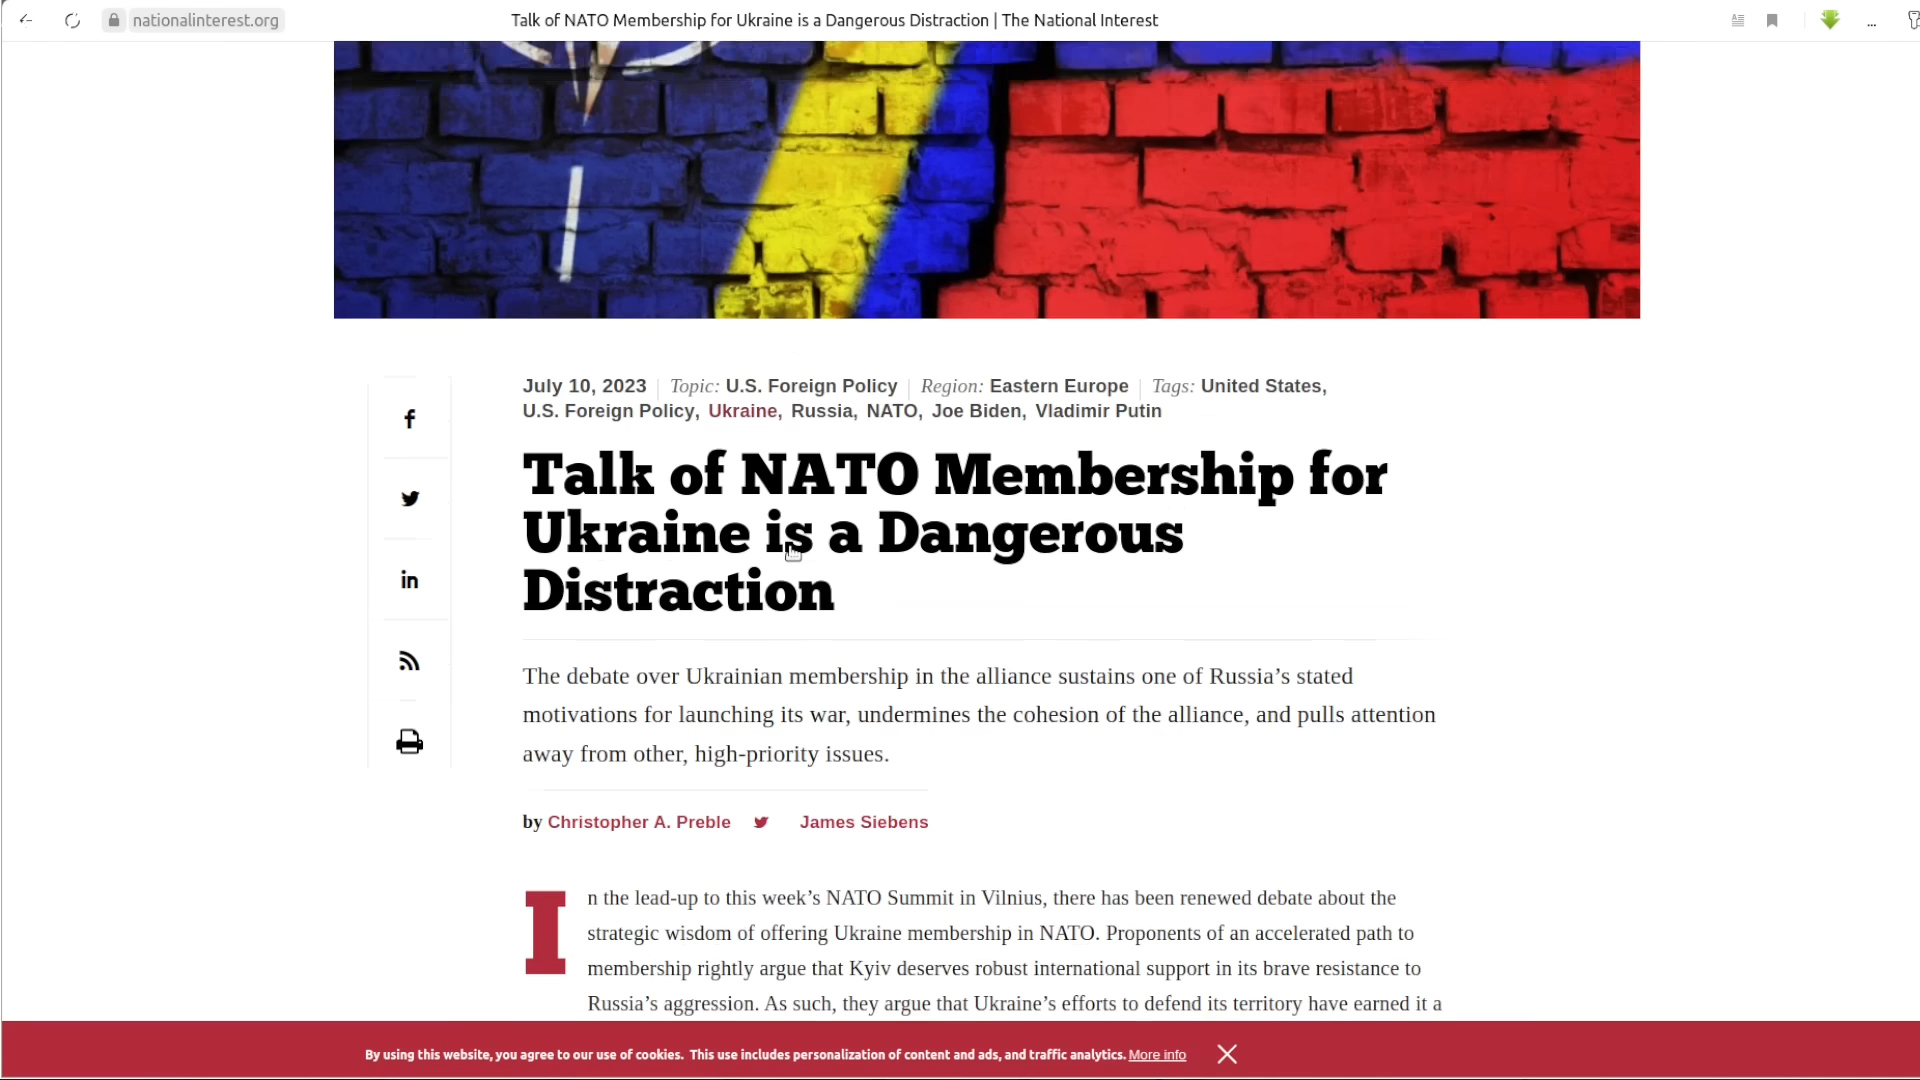 nationalinterest.org
Talk of NATO Membership for Ukraine is a Dangerous Distraction | The National Interest
...
July 10, 2023 | Topic: U.S. Foreign Policy | Region: Eastern Europe | Tags: United States,
U.S. Foreign Policy, Ukraine, Russia, NATO, Joe Biden, Vladimir Putin
Talk of NATO Membership for
Ukraine is a Dangerous
Distraction
The debate over Ukrainian membership in the alliance sustains one of Russia’s stated
motivations for launching its war, undermines the cohesion of the alliance, and pulls attention
away from other, high-priority issues.
by Christopher A. Preble James Siebens
In the lead-up to this week’s NATO Summit in Vilnius, there has been renewed debate about the
strategic wisdom of offering Ukraine membership in NATO. Proponents of an accelerated path to
membership rightly argue that Kyiv deserves robust international support in its brave resistance to
Russia’s aggression. As such, they argue that Ukraine’s efforts to defend its territory have earned it a
By using this website, you agree to our use of cookies. This use includes personalization of content and ads, and traffic analytics. More info